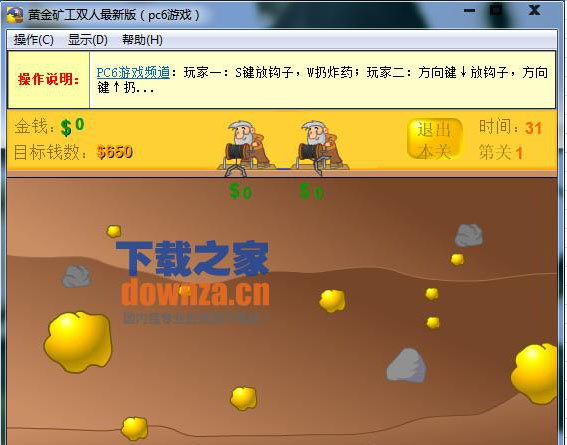 黄金矿工双人最新版（pc6游戏）
操作(C) 显示(D) 帮助(H)
操作说明：
PC6游戏频道：玩家一：S键放钩子，W扔炸药；玩家二：方向键↓放钩子，方向
键↑扔...
金钱：$0
目标钱数：$650
退出
本关
时间：31
第关1
$0 $0
下载之家
downza.cn